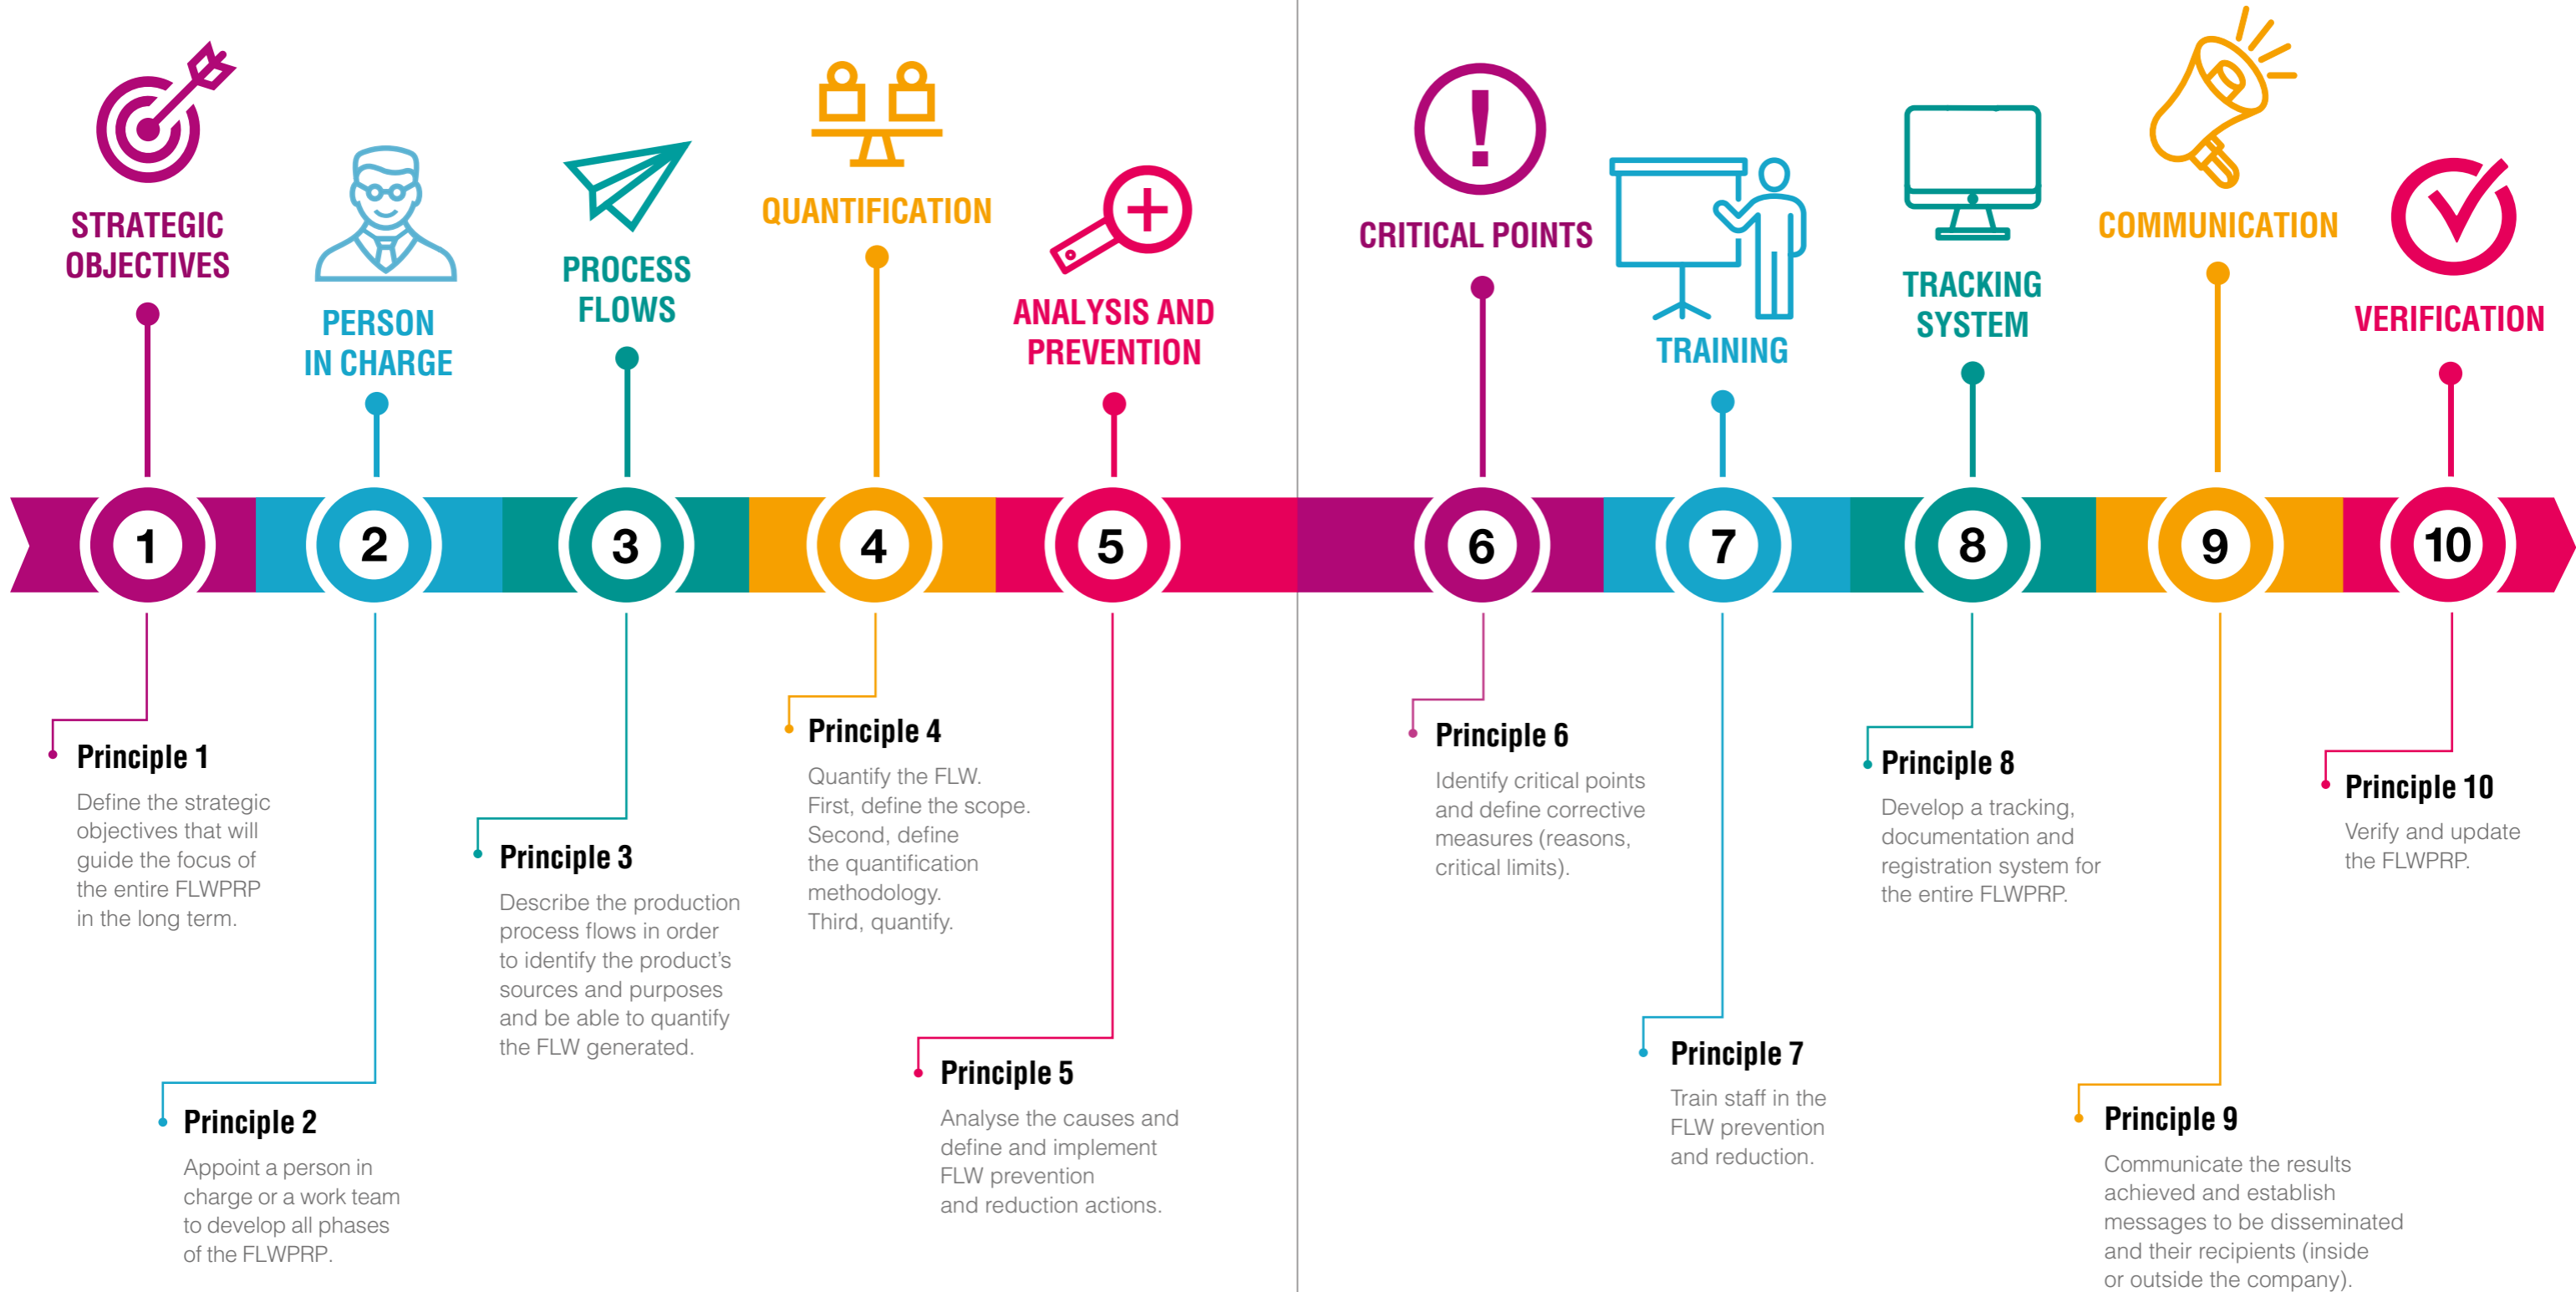 STRATEGIC
OBJECTIVES
PERSON
IN CHARGE
PROCESS
FLOWS
QUANTIFICATION
ANALYSIS AND
PREVENTION
CRITICAL POINTS
TRAINING
TRACKING
SYSTEM
COMMUNICATION
VERIFICATION
1
2
3
4
5
6
7
8
9
10
Principle 1
Define the strategic
objectives that will
guide the focus of
the entire FLWPRP
in the long term.
Principle 2
Appoint a person in
charge or a work team
to develop all phases
of the FLWPRP.
Principle 3
Describe the production
process flows in order
to identify the product's
sources and purposes
and be able to quantify
the FLW generated.
Principle 4
Quantify the FLW.
First, define the scope.
Second, define
the quantification
methodology.
Third, quantify.
Principle 5
Analyse the causes and
define and implement
FLW prevention
and reduction actions.
Principle 6
Identify critical points
and define corrective
measures (reasons,
critical limits).
Principle 7
Train staff in the
FLW prevention
and reduction.
Principle 8
Develop a tracking,
documentation and
registration system for
the entire FLWPRP.
Principle 9
Communicate the results
achieved and establish
messages to be disseminated
and their recipients (inside
or outside the company).
Principle 10
Verify and update
the FLWPRP.